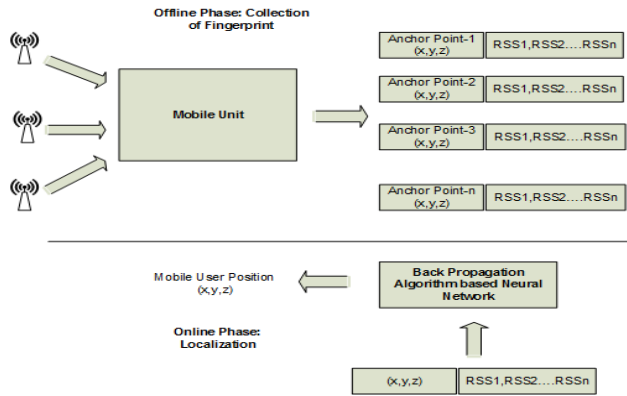 Offline Phase: Collection
of Fingerprint
Mobile Unit
Anchor Point-1
(x,y,z)
RSS1,RSS2....RSSn
Anchor Point-2
(x,y,z)
RSS1,RSS2....RSSn
Anchor Point-3
(x,y,z)
RSS1,RSS2....RSSn
Anchor Point-n
(x,y,z)
RSS1,RSS2....RSSn
Mobile User Position
(x,y,z)
Back Propagation
Algorithm based Neural
Network
Online Phase:
Localization
(x,y,z)
RSS1,RSS2....RSSn